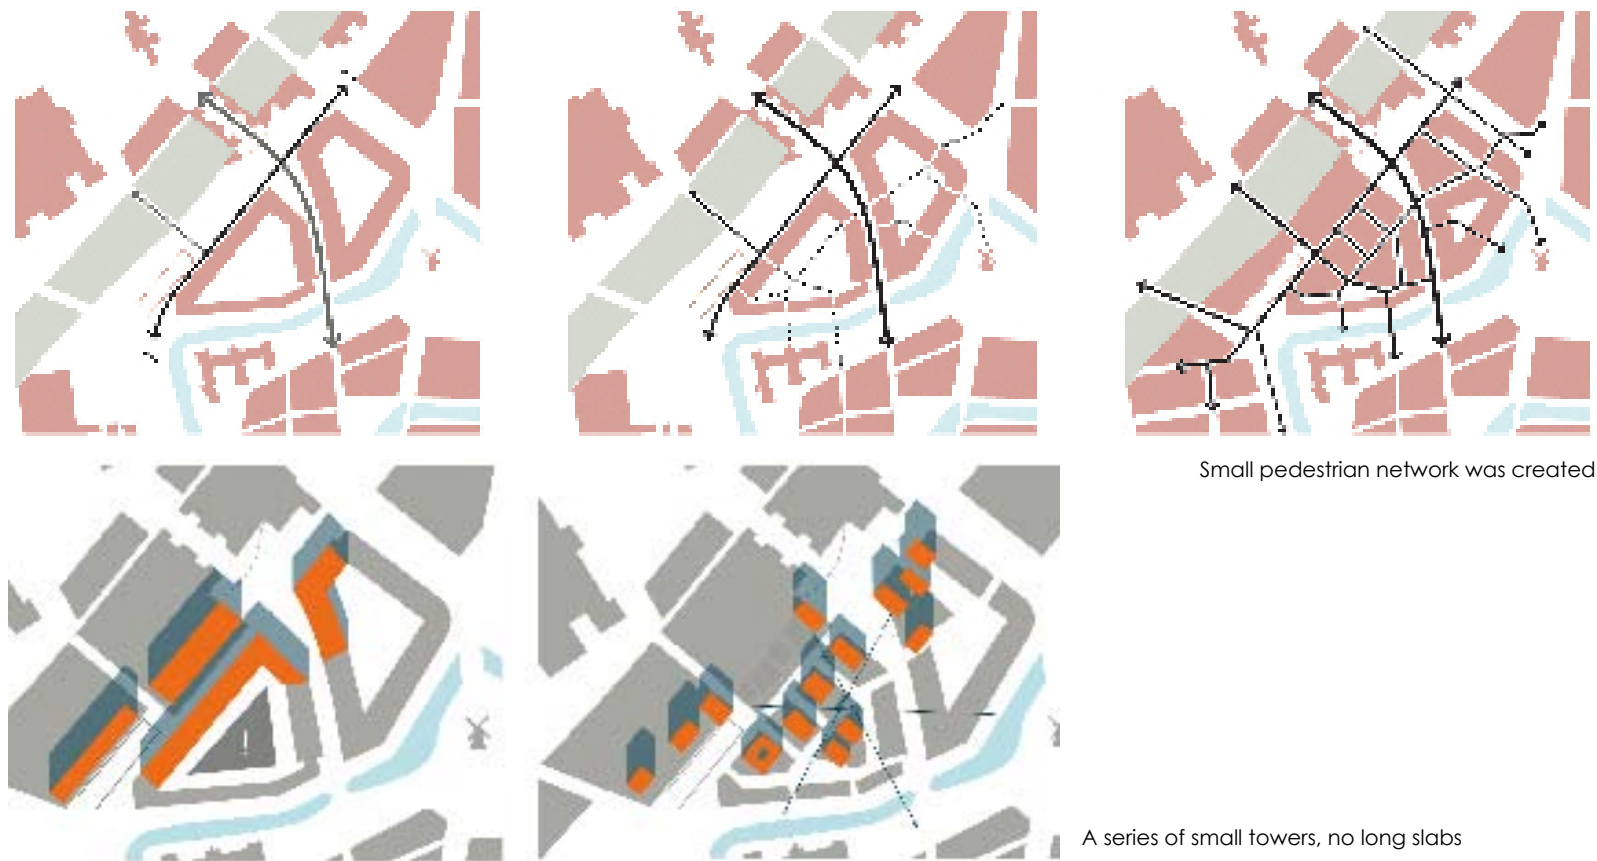 Small pedestrian network was created
A series of small towers, no long slabs